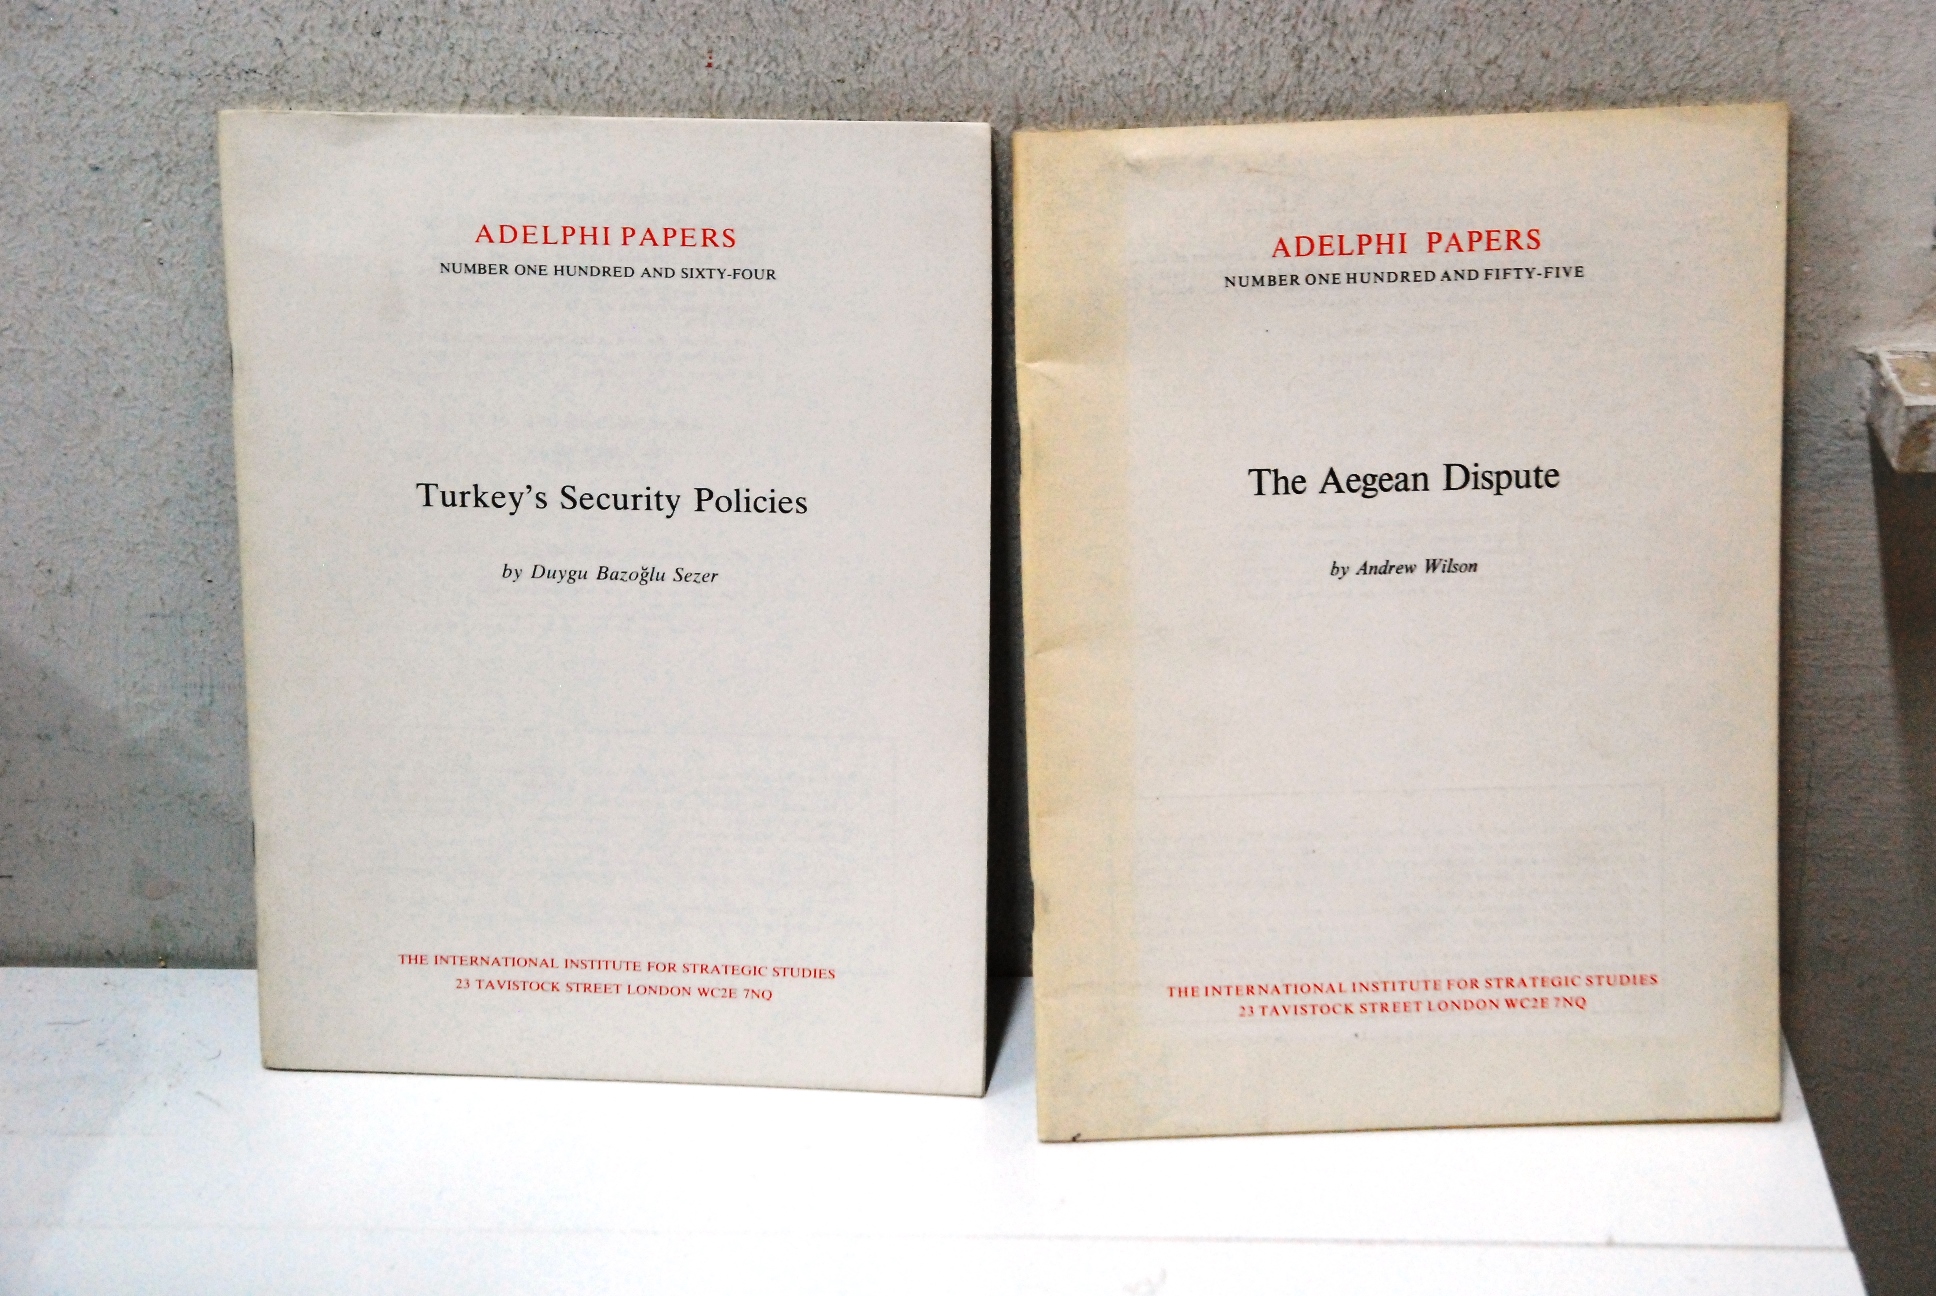 ADELPHI PAPERS
NUMBER ONE HUNDRED AND SIXTY-FOUR
Turkey's Security Policies
by Duygu Bazoğlu Sezer
THE INTERNATIONAL INSTITUTE FOR STRATEGIC STUDIES
23 TAVISTOCK STREET LONDON WC2E 7NQ
ADELPHI PAPERS
NUMBER ONE HUNDRED AND FIFTY-FIVE
The Aegean Dispute
by Andrew Wilson
THE INTERNATIONAL INSTITUTE FOR STRATEGIC STUDIES
23 TAVISTOCK STREET LONDON WC2E 7NQ